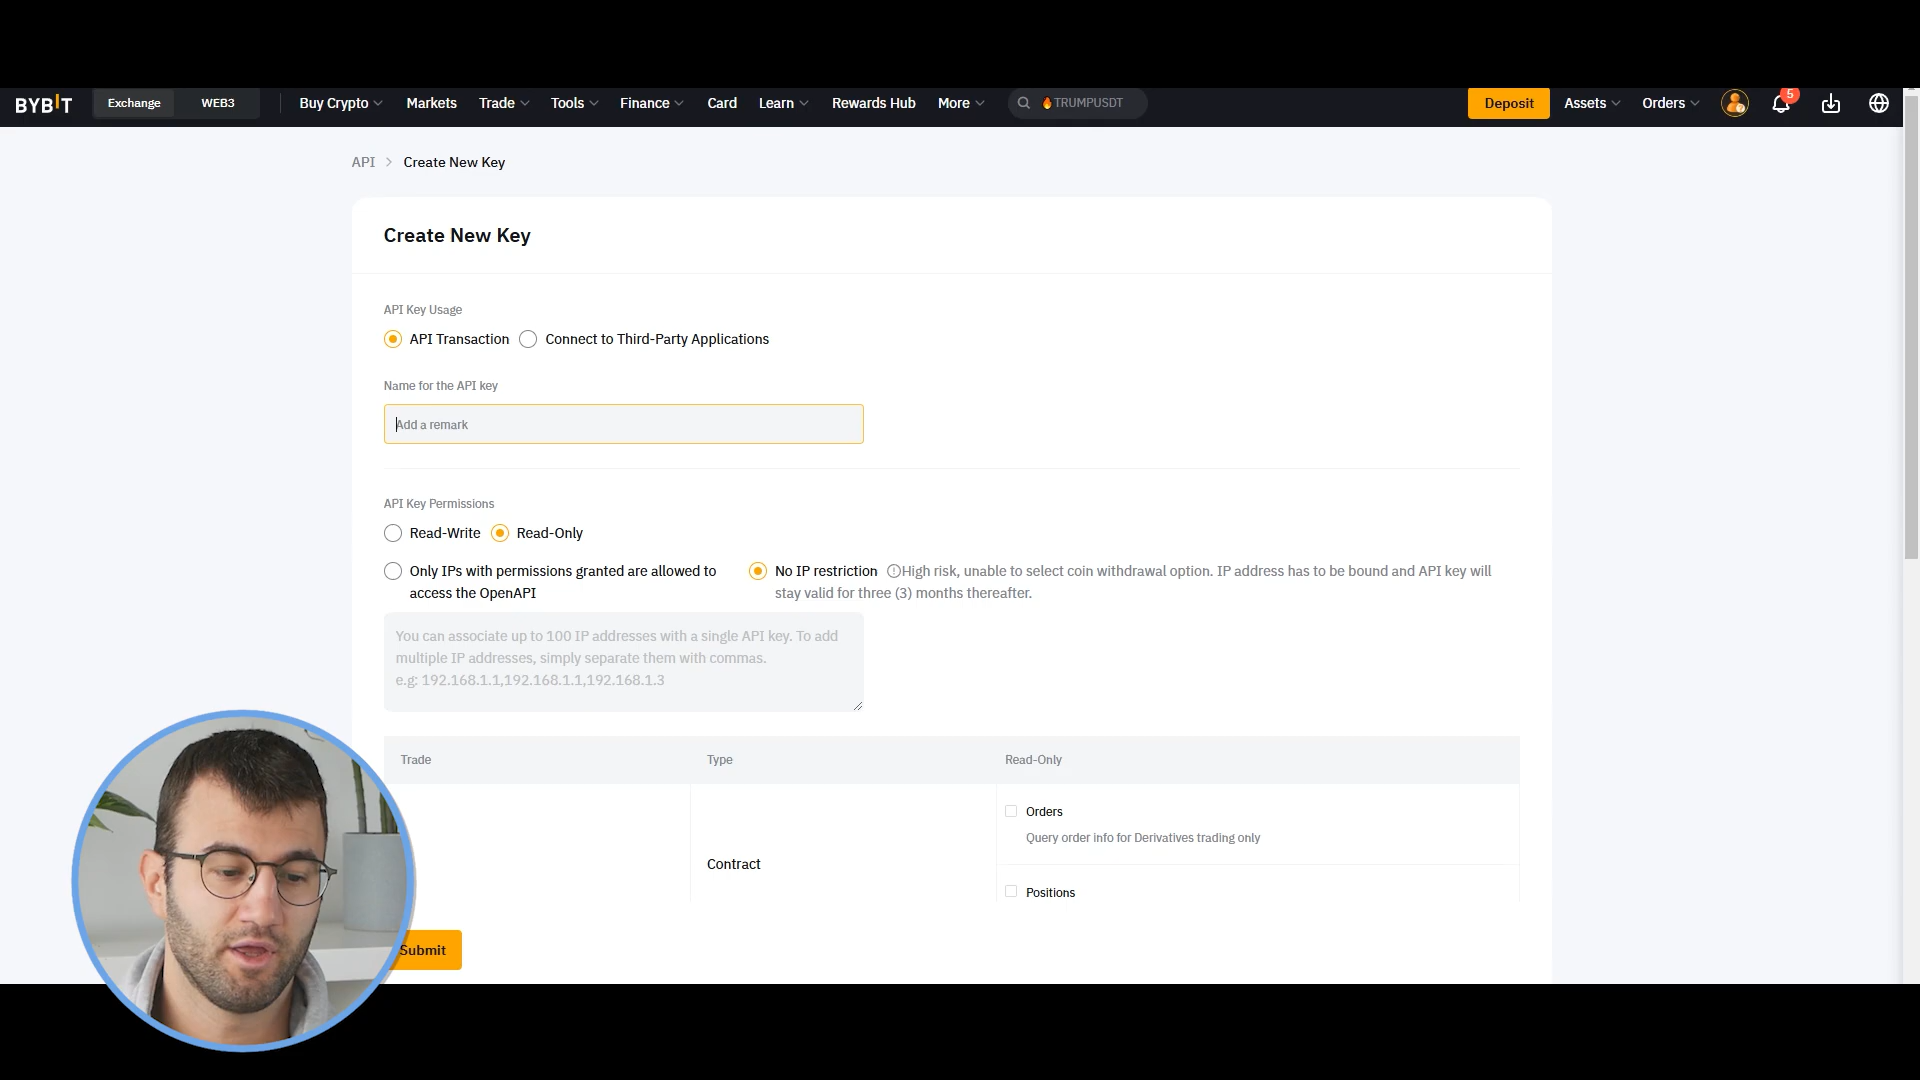 BYBIT Exchange WEB3 Buy Crypto Markets Trade Tools Finance Card Learn Rewards Hub More TRUMPUSDT Deposit Assets Orders 5
API > Create New Key
Create New Key
API Key Usage
API Transaction Connect to Third-Party Applications
Name for the API key
Add a remark
API Key Permissions
Read-Write Read-Only
Only IPs with permissions granted are allowed to
access the OpenAPI
No IP restriction High risk, unable to select coin withdrawal option. IP address has to be bound and API key will
stay valid for three (3) months thereafter.
You can associate up to 100 IP addresses with a single API key. To add
multiple IP addresses, simply separate them with commas.
e.g: 192.168.1.1,192.168.1.1,192.168.1.3
Trade Type Read-Only
Orders
Query order info for Derivatives trading only
Contract
Positions
Submit